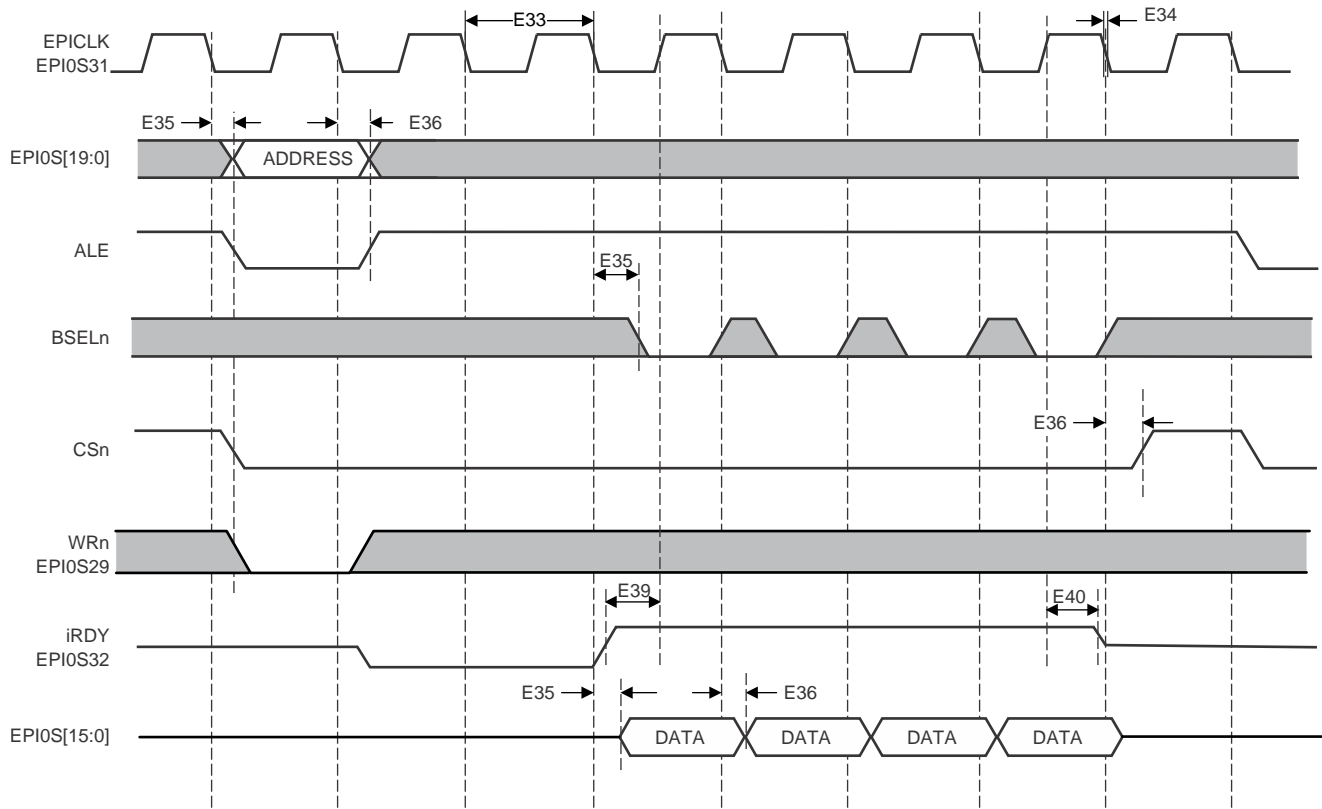 E33
E34
EPICLK
EPI0S31
E35
E36
EPI0S[19:0]
ADDRESS
ALE
E35
BSELn
E36
CSn
WRn
EPI0S29
E39
E40
iRDY
EPI0S32
E35
E36
EPI0S[15:0]
DATA
DATA
DATA
DATA